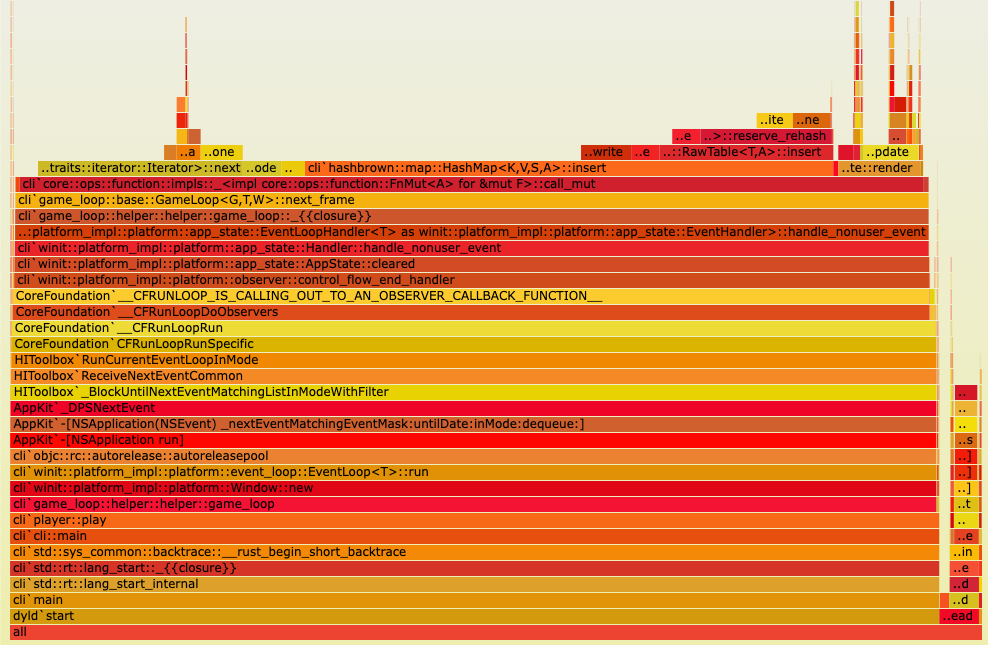 ..ite ..ne
..e ..>::reserve_rehash ..
..a ..one ..write ..e ..::RawTable<T,A>::insert ..pdate
..traits::iterator::Iterator>::next ..ode .. cli`hashbrown::map::HashMap<K,V,S,A>::insert ..te::render
cli`core::ops::function::impls::_<impl core::ops::function::FnMut<A> for &mut F>::call_mut
cli`game_loop::base::GameLoop<G,T,W>::next_frame
cli`game_loop::helper::helper::game_loop::_{{closure}}
..:platform_impl::platform::app_state::EventLoopHandler<T> as winit::platform_impl::platform::app_state::EventHandler>::handle_nonuser_event
cli`winit::platform_impl::platform::app_state::Handler::handle_nonuser_event
cli`winit::platform_impl::platform::app_state::AppState::cleared
cli`winit::platform_impl::platform::observer::control_flow_end_handler
CoreFoundation`__CFRUNLOOP_IS_CALLING_OUT_TO_AN_OBSERVER_CALLBACK_FUNCTION__
CoreFoundation`__CFRunLoopDoObservers
CoreFoundation`__CFRunLoopRun
CoreFoundation`CFRunLoopRunSpecific
HIToolbox`RunCurrentEventLoopInMode
HIToolbox`ReceiveNextEventCommon
HIToolbox`_BlockUntilNextEventMatchingListInModeWithFilter ..
AppKit`_DPSNextEvent ..
AppKit`-[NSApplication(NSEvent) _nextEventMatchingEventMask:untilDate:inMode:dequeue:] ..
AppKit`-[NSApplication run] ..s
cli`objc::rc::autorelease::autoreleasepool ..]
cli`winit::platform_impl::platform::event_loop::EventLoop<T>::run ..]
cli`winit::platform_impl::platform::Window::new ..]
cli`game_loop::helper::helper::game_loop ..t
cli`player::play ..
cli`cli::main ..e
cli`std::sys_common::backtrace::__rust_begin_short_backtrace ..in
cli`std::rt::lang_start::_{{closure}} ..e
cli`std::rt::lang_start_internal ..d
cli`main ..d
dyld`start ..ead
all